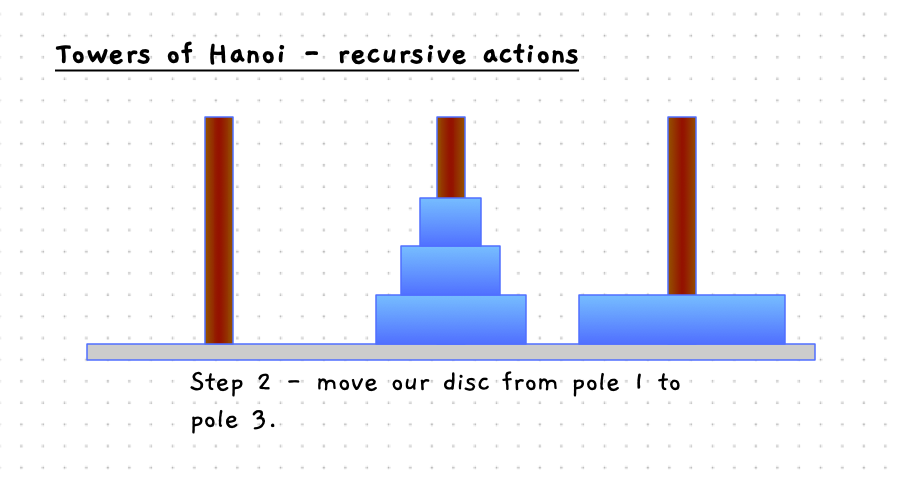 Towers of Hanoi - recursive actions
Step 2 - move our disc from pole 1 to
pole 3.